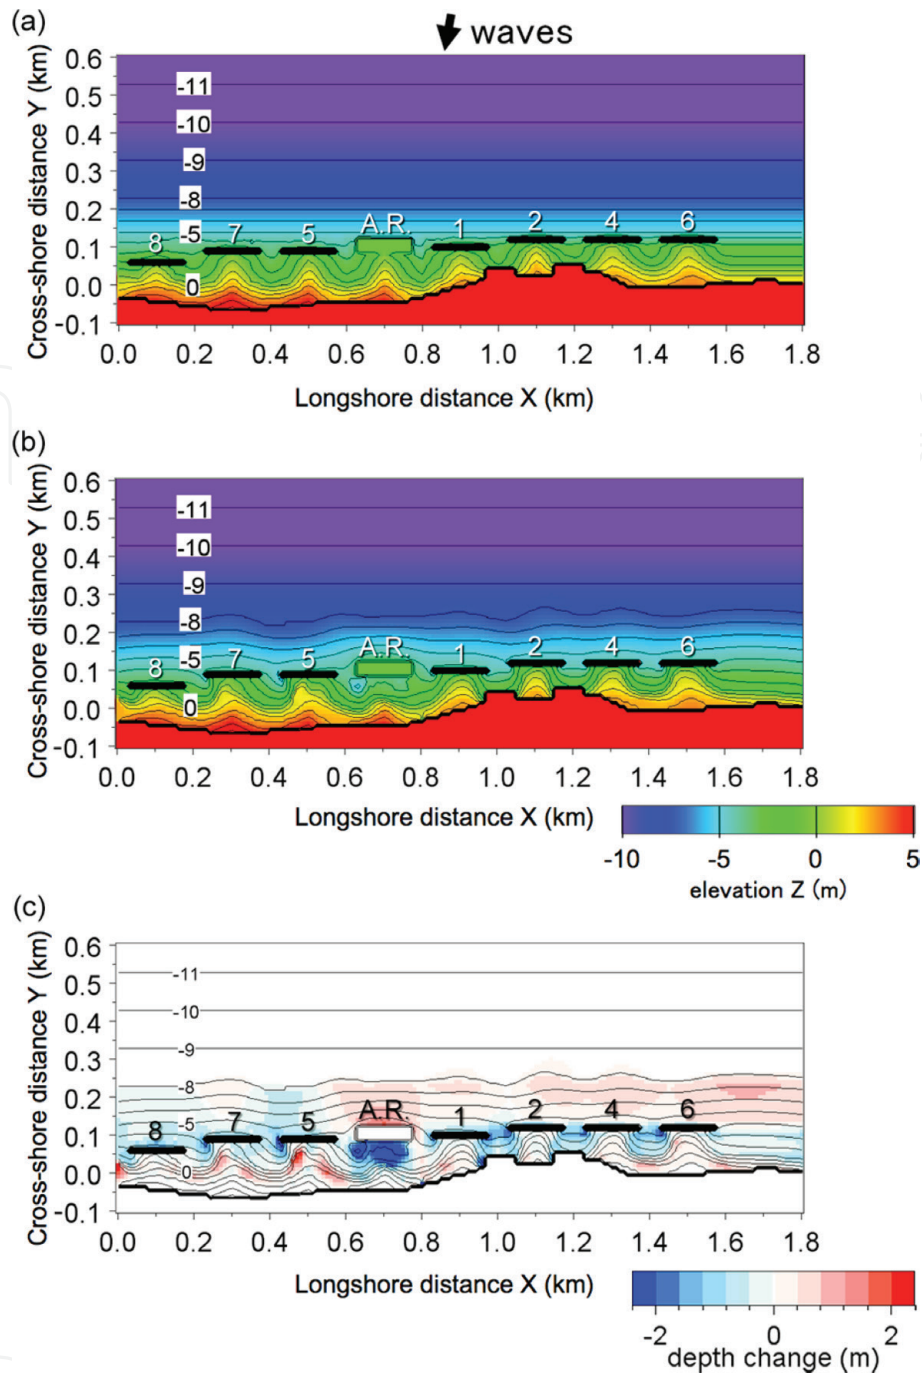 (a)
waves
Cross-shore distance Y (km)
0.6
0.5
0.4
0.3
0.2
0.1
0.0
-0.1
-11
-10
-9
-8
-5
0
8 7 5 A.R. 1 2 4 6
0.0 0.2 0.4 0.6 0.8 1.0 1.2 1.4 1.6 1.8
Longshore distance X (km)
(b)
Cross-shore distance Y (km)
0.6
0.5
0.4
0.3
0.2
0.1
0.0
-0.1
-11
-10
-9
-8
-5
0
8 7 5 A.R. 1 2 4 6
0.0 0.2 0.4 0.6 0.8 1.0 1.2 1.4 1.6 1.8
Longshore distance X (km)
-10 -5 0 5
elevation Z (m)
(c)
Cross-shore distance Y (km)
0.6
0.5
0.4
0.3
0.2
0.1
0.0
-0.1
-11
-10
-9
-8
-5
0
8 7 5 A.R. 1 2 4 6
0.0 0.2 0.4 0.6 0.8 1.0 1.2 1.4 1.6 1.8
Longshore distance X (km)
-2 0 2
depth change (m)